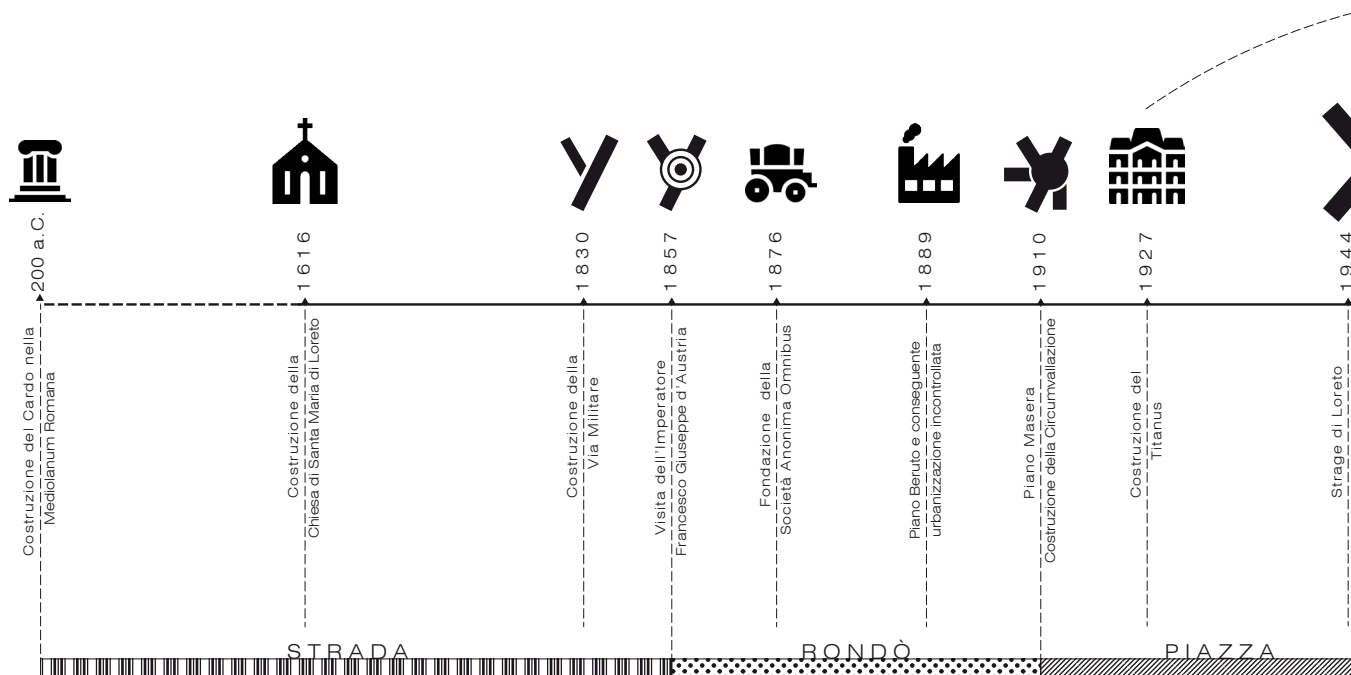 200 a.C.
Costruzione del Cardo nella
Mediolanum Romana
1616
Costruzione della
Chiesa di Santa Maria di Loreto
1830
Costruzione della
Via Militare
1857
Visita dell'Imperatore
Francesco Giuseppe d'Austria
1876
Fondazione della
Società Anonima Omnibus
1889
Piano Beruto e conseguente
urbanizzazione incontrollata
1910
Piano Masera
Costruzione della Circumvallazione
1927
Costruzione del
Titanus
1944
Strage di Loreto
STRADA
RONDÒ
PIAZZA